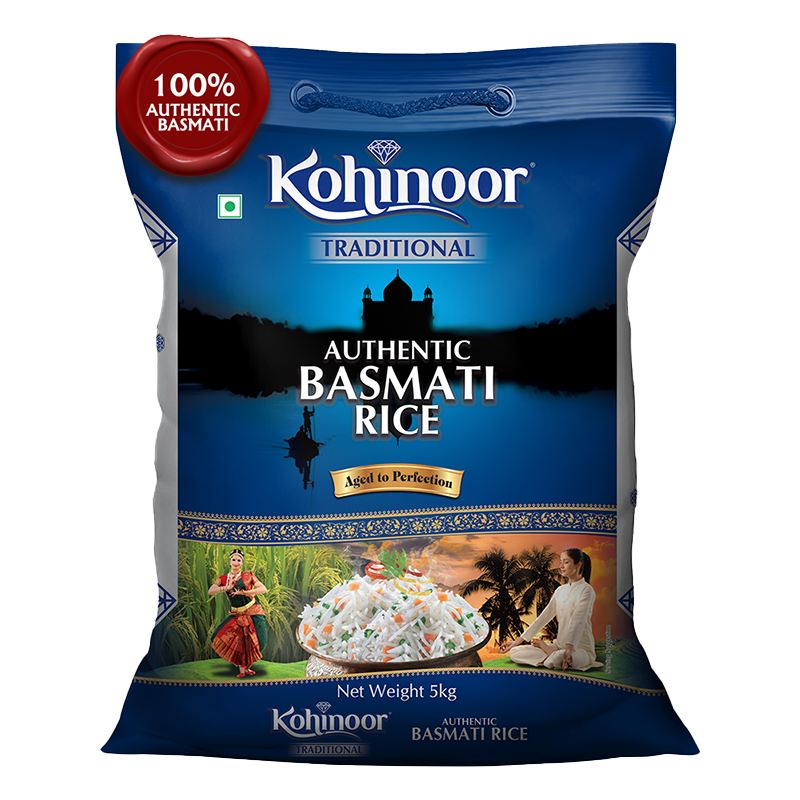 100%
AUTHENTIC
BASMATI
Kohinoor
TRADITIONAL
AUTHENTIC
BASMATI
RICE
Aged to Perfection
Net Weight 5kg
Kohinoor
TRADITIONAL
AUTHENTIC
BASMATI RICE